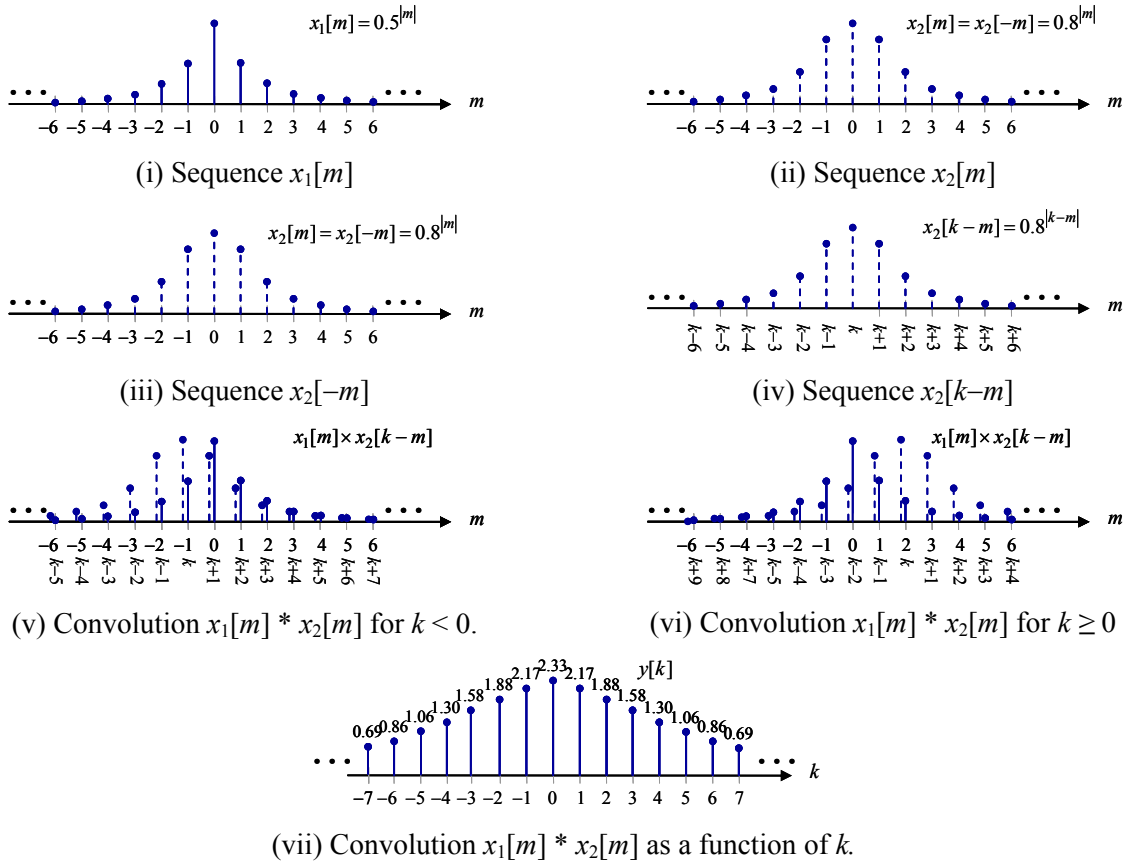 x₁[m] = 0.5^|m|
••• ••• m
−6 −5 −4 −3 −2 −1 0 1 2 3 4 5 6
(i) Sequence x₁[m]
x₂[m] = x₂[−m] = 0.8^|m|
••• ••• m
−6 −5 −4 −3 −2 −1 0 1 2 3 4 5 6
(ii) Sequence x₂[m]
x₂[m] = x₂[−m] = 0.8^|m|
••• ••• m
−6 −5 −4 −3 −2 −1 0 1 2 3 4 5 6
(iii) Sequence x₂[−m]
x₂[k − m] = 0.8^|k−m|
••• ••• m
k−6 k−5 k−4 k−3 k−2 k−1 k k+1 k+2 k+3 k+4 k+5 k+6
(iv) Sequence x₂[k−m]
x₁[m] × x₂[k − m]
••• ••• m
−6 −5 −4 −3 −2 −1 0 1 2 3 4 5 6
k−5 k−4 k−3 k−2 k−1 k k+1 k+2 k+3 k+4 k+5 k+6 k+7
(v) Convolution x₁[m] * x₂[m] for k < 0.
x₁[m] × x₂[k − m]
••• ••• m
−6 −5 −4 −3 −2 −1 0 1 2 3 4 5 6
k+9 k+8 k+7 k−5 k−4 k−3 k−2 k−1 k k+1 k+2 k+3 k+4
(vi) Convolution x₁[m] * x₂[m] for k ≥ 0
y[k]
0.69 0.86 1.06 1.30 1.58 1.88 2.17 2.33 2.17 1.88 1.58 1.30 1.06 0.86 0.69
••• ••• k
−7 −6 −5 −4 −3 −2 −1 0 1 2 3 4 5 6 7
(vii) Convolution x₁[m] * x₂[m] as a function of k.